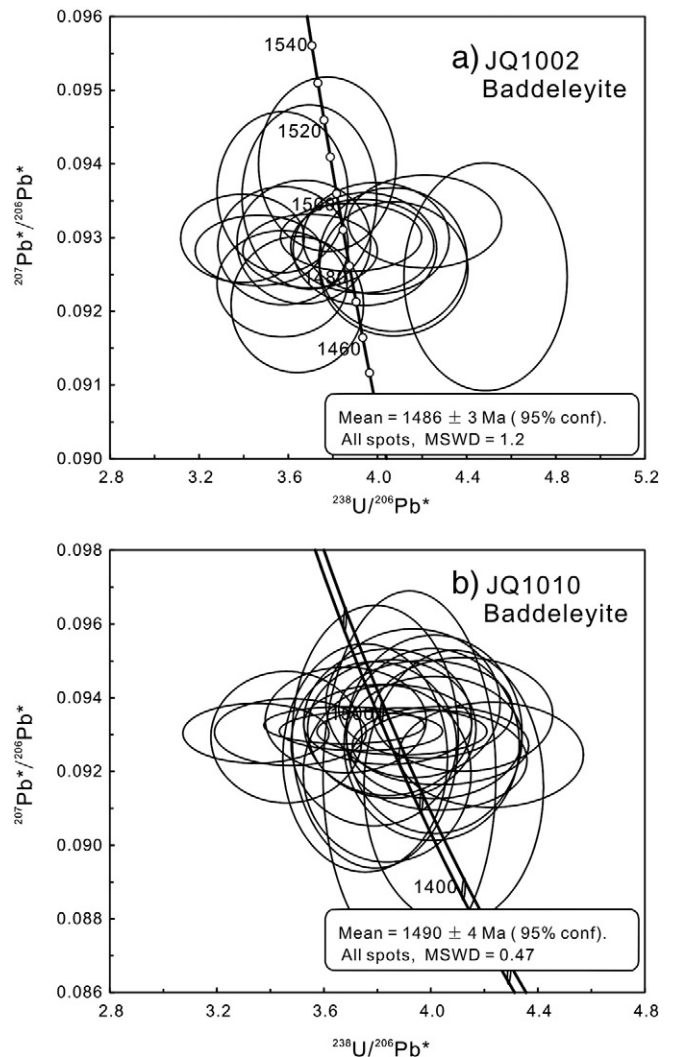 0.096
0.095
0.094
0.093
0.092
0.091
0.090
²⁰⁷Pb*/²⁰⁶Pb*
1540
1520
1500
1480
1460
a) JQ1002
Baddeleyite
Mean = 1486 ± 3 Ma ( 95% conf).
All spots, MSWD = 1.2
2.8 3.2 3.6 4.0 4.4 4.8 5.2
²³⁸U/²⁰⁶Pb*
0.098
0.096
0.094
0.092
0.090
0.088
0.086
²⁰⁷Pb*/²⁰⁶Pb*
1400
b) JQ1010
Baddeleyite
Mean = 1490 ± 4 Ma ( 95% conf).
All spots, MSWD = 0.47
2.8 3.2 3.6 4.0 4.4 4.8
²³⁸U/²⁰⁶Pb*